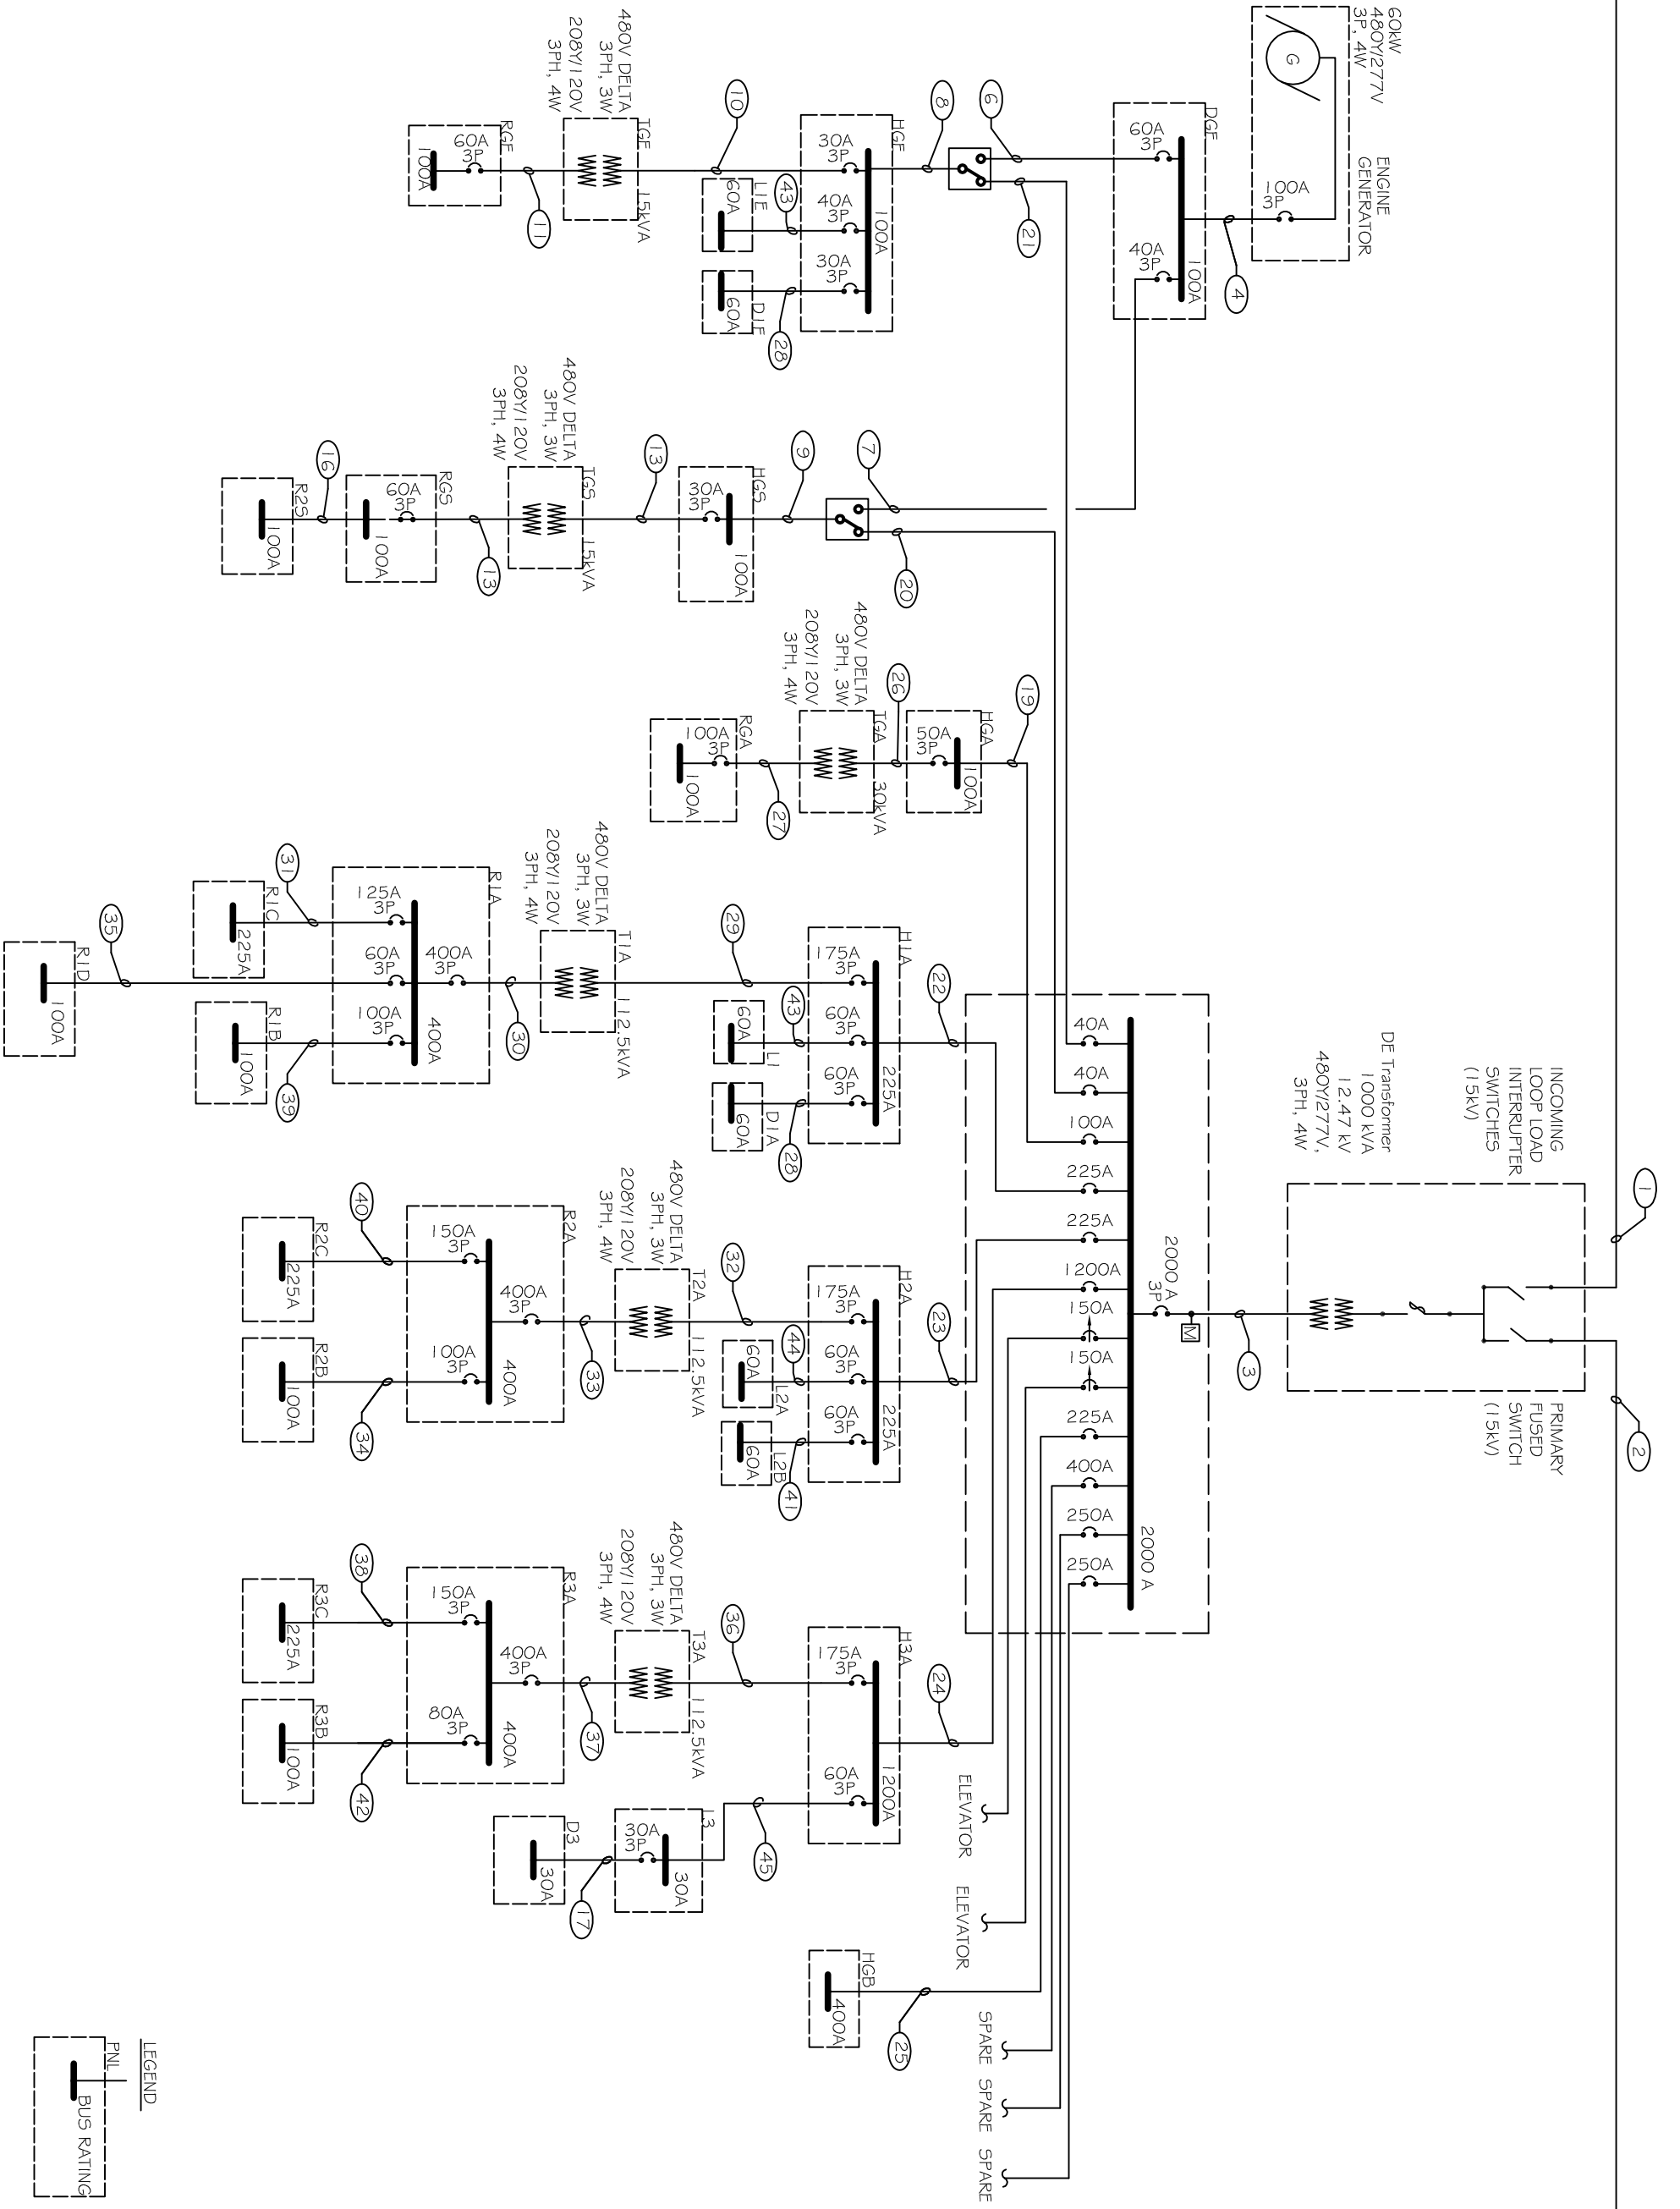 60kW
480Y/277V
3P, 4W
ENGINE
GENERATOR
G
100A
3P
4
DGF
60A
3P
40A
3P
100A
6
21
8
HGF
30A
3P
40A
3P
30A
3P
100A
10
43
28
L1E
60A
D1F
60A
480V DELTA
3PH, 3W
208Y/120V
3PH, 4W
TGF
15kVA
11
RGF
60A
3P
100A
7
20
9
HGS
30A
3P
100A
13
480V DELTA
3PH, 3W
208Y/120V
3PH, 4W
TGS
15kVA
13
RGS
60A
3P
100A
16
R2S
100A
19
HGA
50A
3P
100A
26
480V DELTA
3PH, 3W
208Y/120V
3PH, 4W
TGA
30kVA
27
RGA
100A
3P
100A
1
2
INCOMING
LOOP LOAD
INTERRUPTER
SWITCHES
(15kV)
PRIMARY
FUSED
SWITCH
(15kV)
DE Transformer
1000 kVA
12.47 kV
480Y/277V,
3PH, 4W
3
M
2000 A
3P
2000 A
40A
40A
100A
225A
225A
1200A
150A
150A
225A
400A
250A
250A
22
H1A
175A
3P
60A
3P
60A
3P
225A
29
43
28
L1
60A
D1A
60A
480V DELTA
3PH, 3W
208Y/120V
3PH, 4W
T1A
112.5kVA
30
R1A
400A
3P
125A
3P
60A
3P
100A
3P
400A
31
39
35
R1C
225A
R1B
100A
R1D
100A
23
H2A
175A
3P
60A
3P
60A
3P
225A
32
44
41
L2A
60A
L2B
60A
480V DELTA
3PH, 3W
208Y/120V
3PH, 4W
T2A
112.5kVA
33
R2A
400A
3P
150A
3P
100A
3P
400A
40
34
R2C
225A
R2B
100A
24
H3A
175A
3P
60A
3P
1200A
36
45
480V DELTA
3PH, 3W
208Y/120V
3PH, 4W
T3A
112.5kVA
37
R3A
400A
3P
150A
3P
80A
3P
400A
38
42
R3C
225A
R3B
100A
30A
3P
30A
17
D3
30A
ELEVATOR
ELEVATOR
25
HGB
400A
SPARE
SPARE
SPARE
LEGEND
PNL
BUS RATING